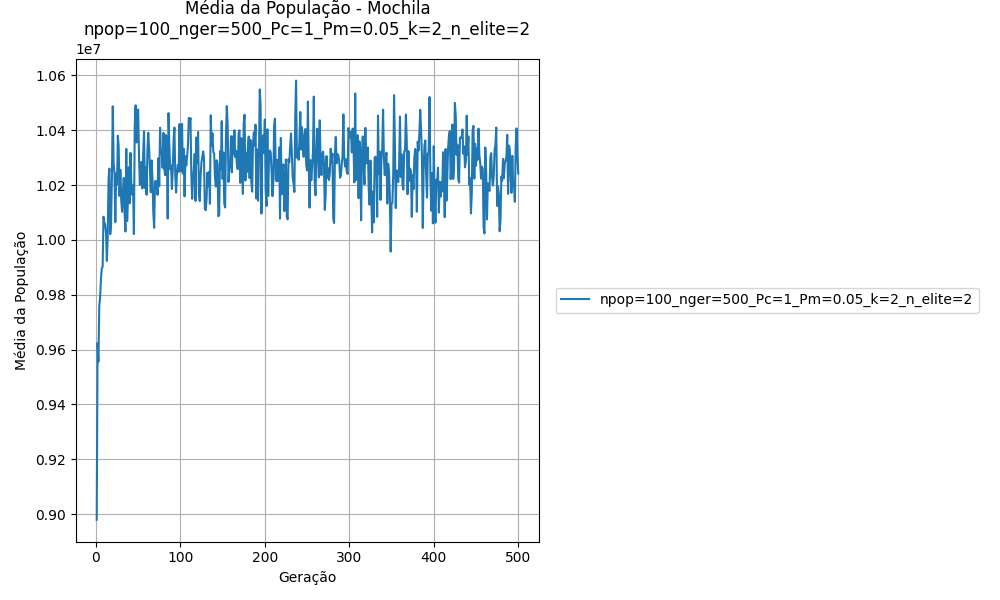 Média da População - Mochila
npop=100_nger=500_Pc=1_Pm=0.05_k=2_n_elite=2
1e7
1.06
1.04
1.02
1.00
0.98
0.96
0.94
0.92
0.90
Média da População
0 100 200 300 400 500
Geração
npop=100_nger=500_Pc=1_Pm=0.05_k=2_n_elite=2